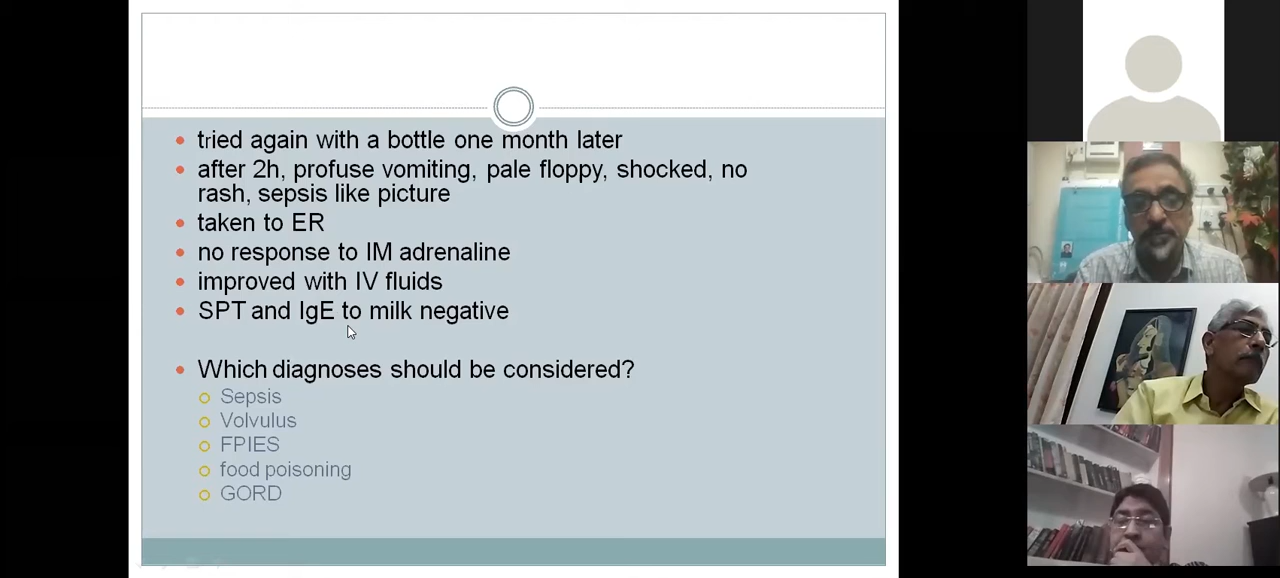 tried again with a bottle one month later
after 2h, profuse vomiting, pale floppy, shocked, no
rash, sepsis like picture
taken to ER
no response to IM adrenaline
improved with IV fluids
SPT and IgE to milk negative
Which diagnoses should be considered?
Sepsis
Volvulus
FPIES
food poisoning
GORD